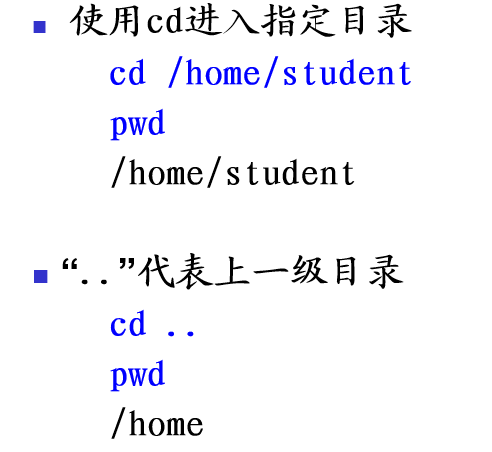 使用cd进入指定目录
cd /home/student
pwd
/home/student
“..”代表上一级目录
cd ..
pwd
/home